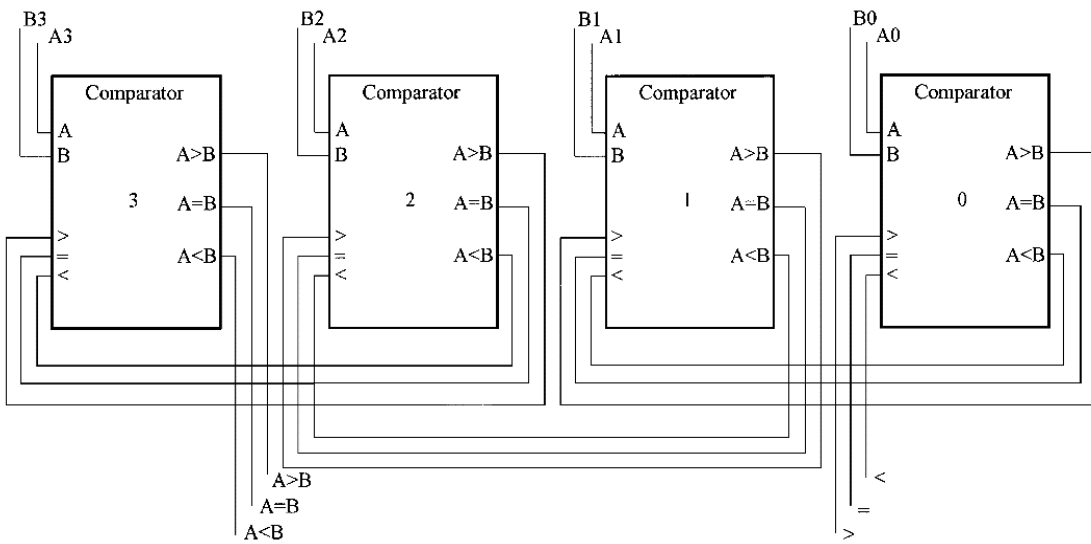 B3 B2 B1 B0
A3 A2 A1 A0
Comparator Comparator Comparator Comparator
A A A A
B A>B B A>B B A>B B A>B
3 A=B 2 A=B 1 A=B 0 A=B
> > > >
= A<B = A<B = A<B = A<B
< < < <
A>B <
A=B =
A<B >